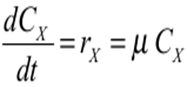 dC_X/dt = r_X = μ C_X